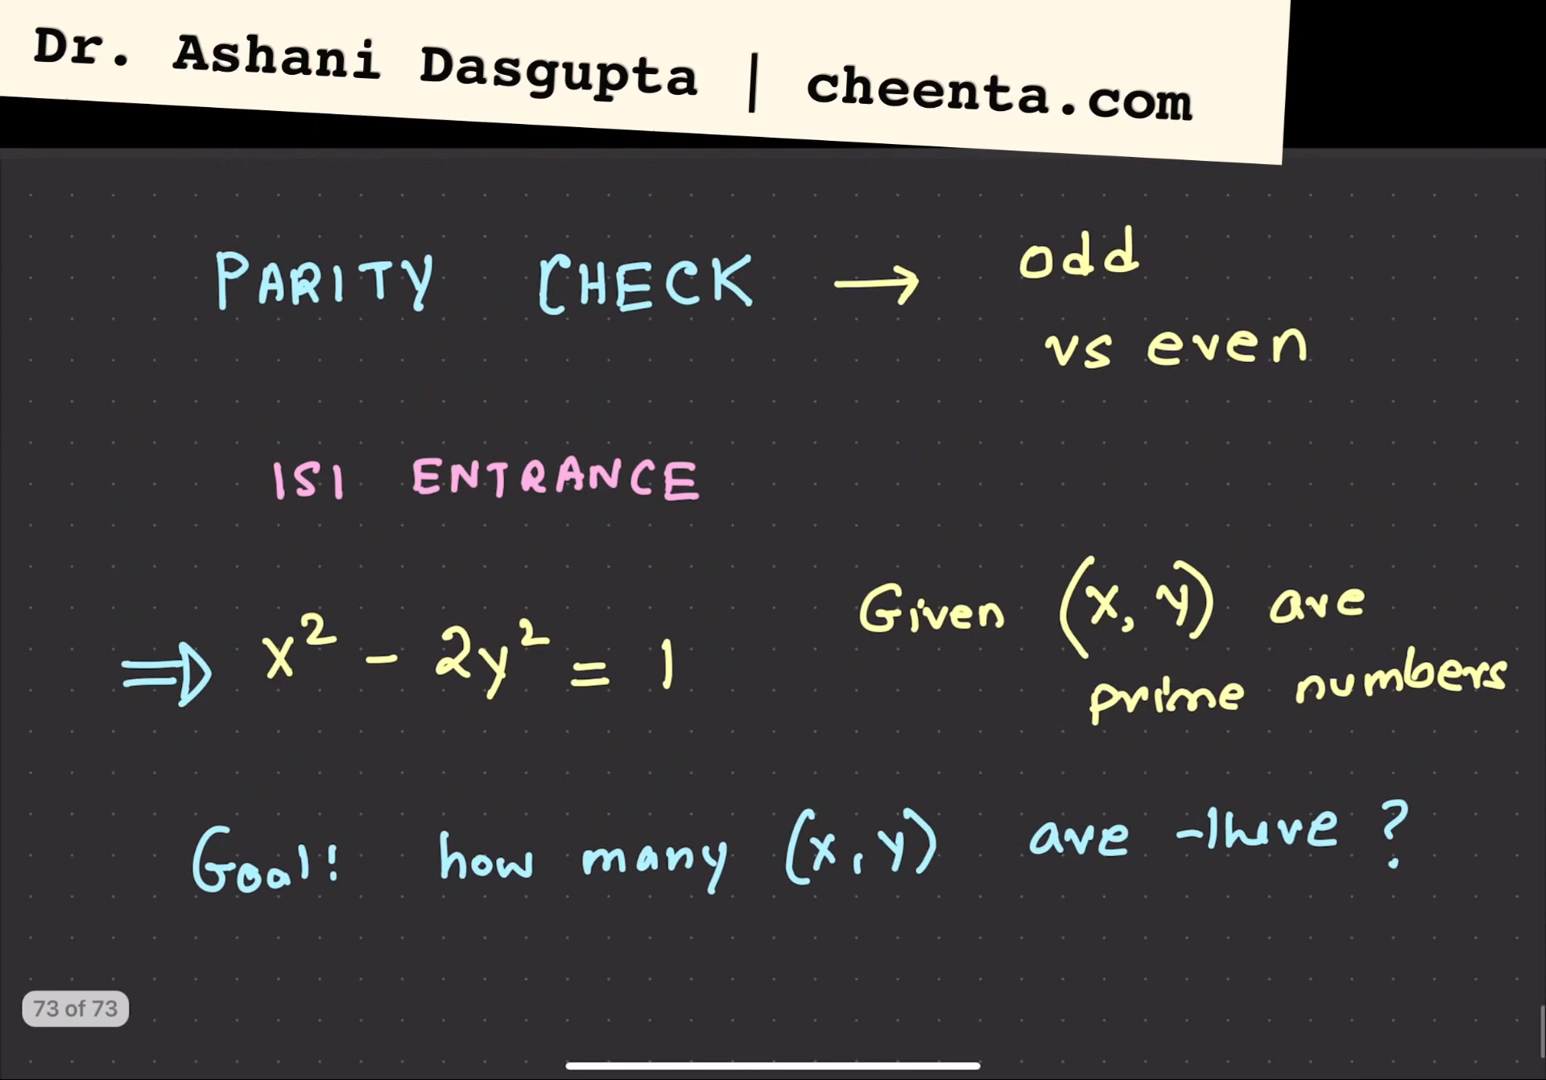 Dr. Ashani Dasgupta | cheenta.com
PARITY CHECK → odd
vs even
ISI ENTRANCE
⇒ x² - 2y² = 1 Given (x, y) are
prime numbers
Goal! how many (x, y) are there ?
73 of 73